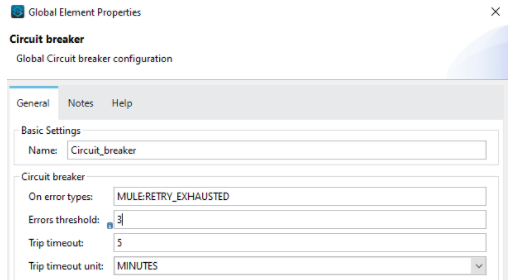 Global Element Properties
Circuit breaker
Global Circuit breaker configuration
General Notes Help
Basic Settings
Name: Circuit_breaker
Circuit breaker
On error types: MULE:RETRY_EXHAUSTED
Errors threshold: 3
Trip timeout: 5
Trip timeout unit: MINUTES